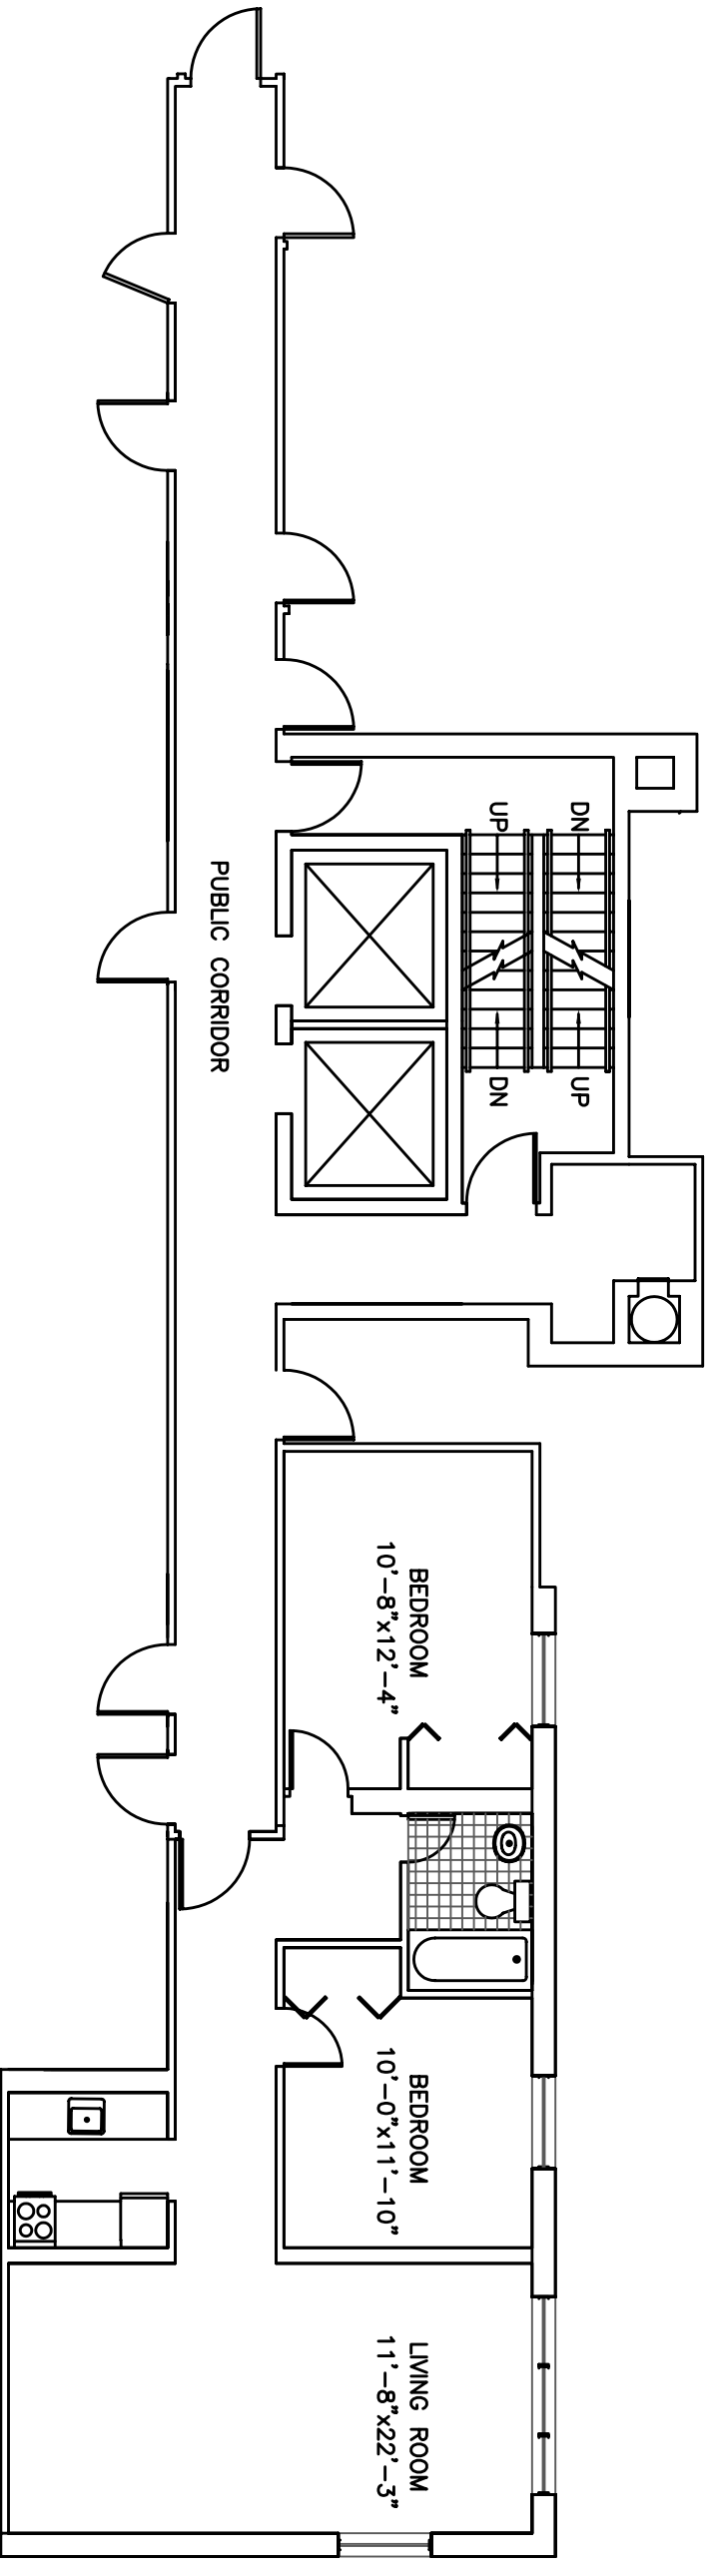 DN
UP
UP
DN
PUBLIC CORRIDOR
BEDROOM
10'-8"x12'-4"
BEDROOM
10'-0"x11'-10"
LIVING ROOM
11'-8"x22'-3"